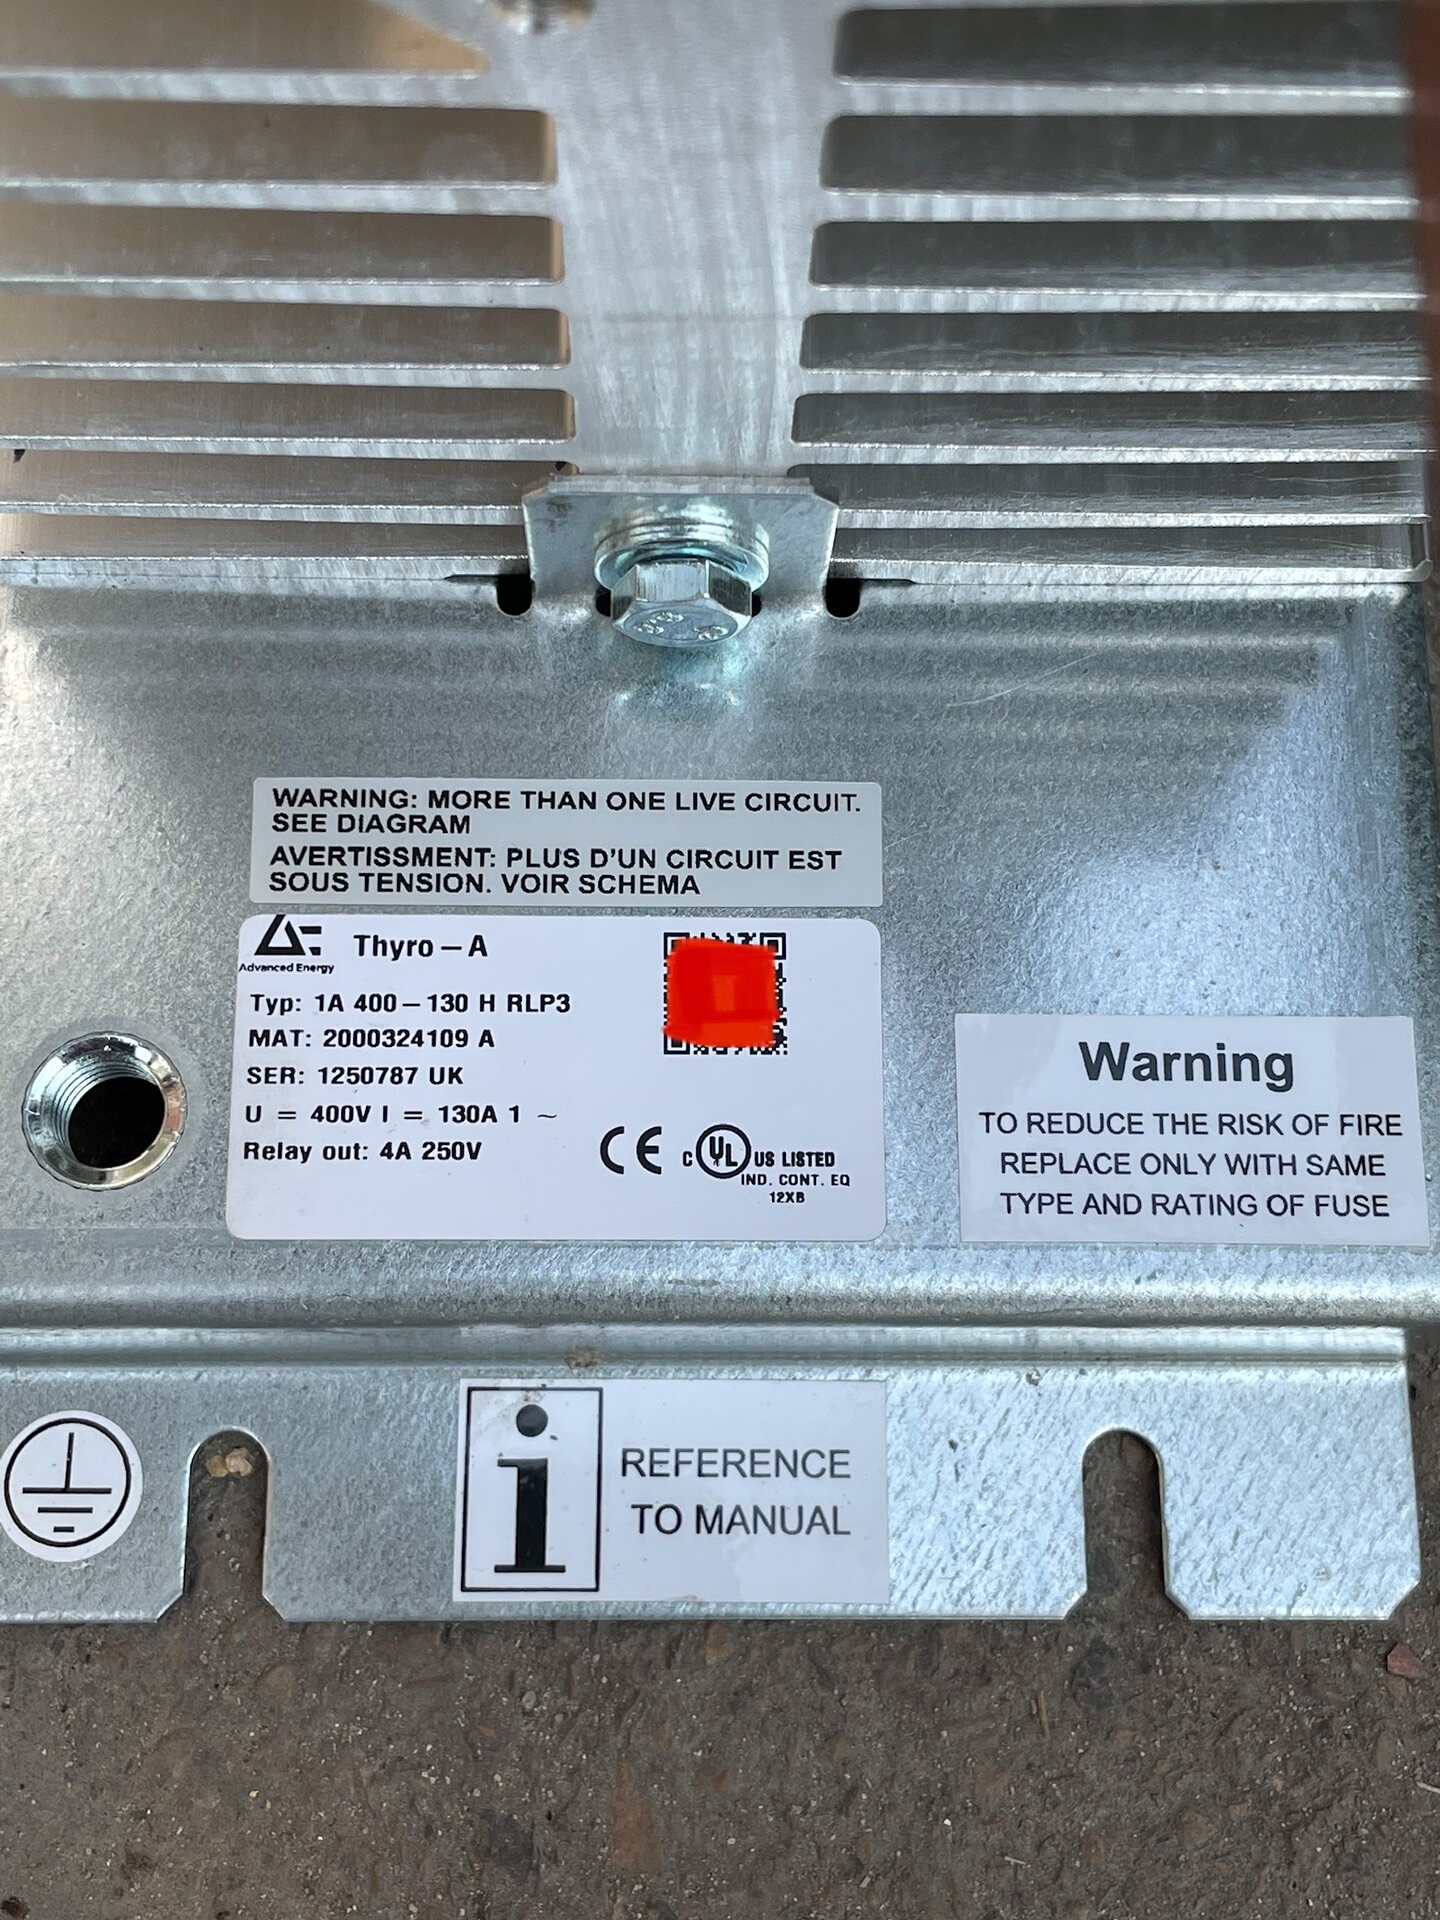 8.8
WARNING: MORE THAN ONE LIVE CIRCUIT.
SEE DIAGRAM
AVERTISSMENT: PLUS D'UN CIRCUIT EST
SOUS TENSION. VOIR SCHEMA
Advanced Energy
Thyro – A
Typ: 1A 400 – 130 H RLP3
MAT: 2000324109 A
SER: 1250787 UK
U = 400V I = 130A 1 ~
Relay out: 4A 250V
CE
C UL US LISTED
IND. CONT. EQ
12XB
Warning
TO REDUCE THE RISK OF FIRE
REPLACE ONLY WITH SAME
TYPE AND RATING OF FUSE
i
REFERENCE
TO MANUAL